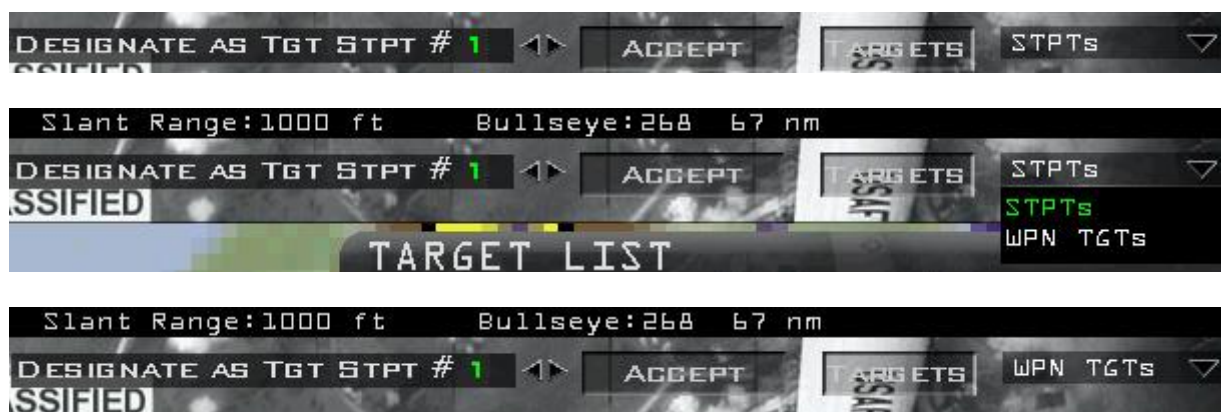 DESIGNATE AS TGT STPT # 1 ACCEPT TARGETS STPTs
SSIFIED
Slant Range:1000 ft Bullseye:268 67 nm
DESIGNATE AS TGT STPT # 1 ACCEPT TARGETS STPTs
SSIFIED
STPTs
WPN TGTs
TARGET LIST
Slant Range:1000 ft Bullseye:268 67 nm
DESIGNATE AS TGT STPT # 1 ACCEPT TARGETS WPN TGTs
SSIFIED